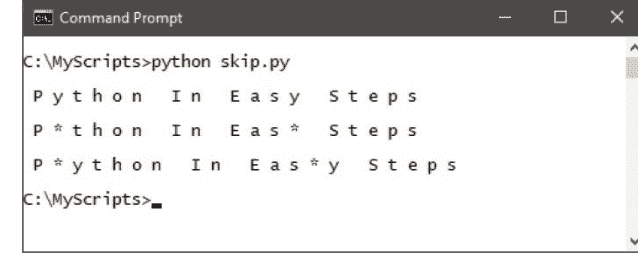 Command Prompt
C:\MyScripts>python skip.py
P y t h o n   I n   E a s y   S t e p s
P * t h o n   I n   E a s *   S t e p s
P * y t h o n   I n   E a s * y   S t e p s
C:\MyScripts>